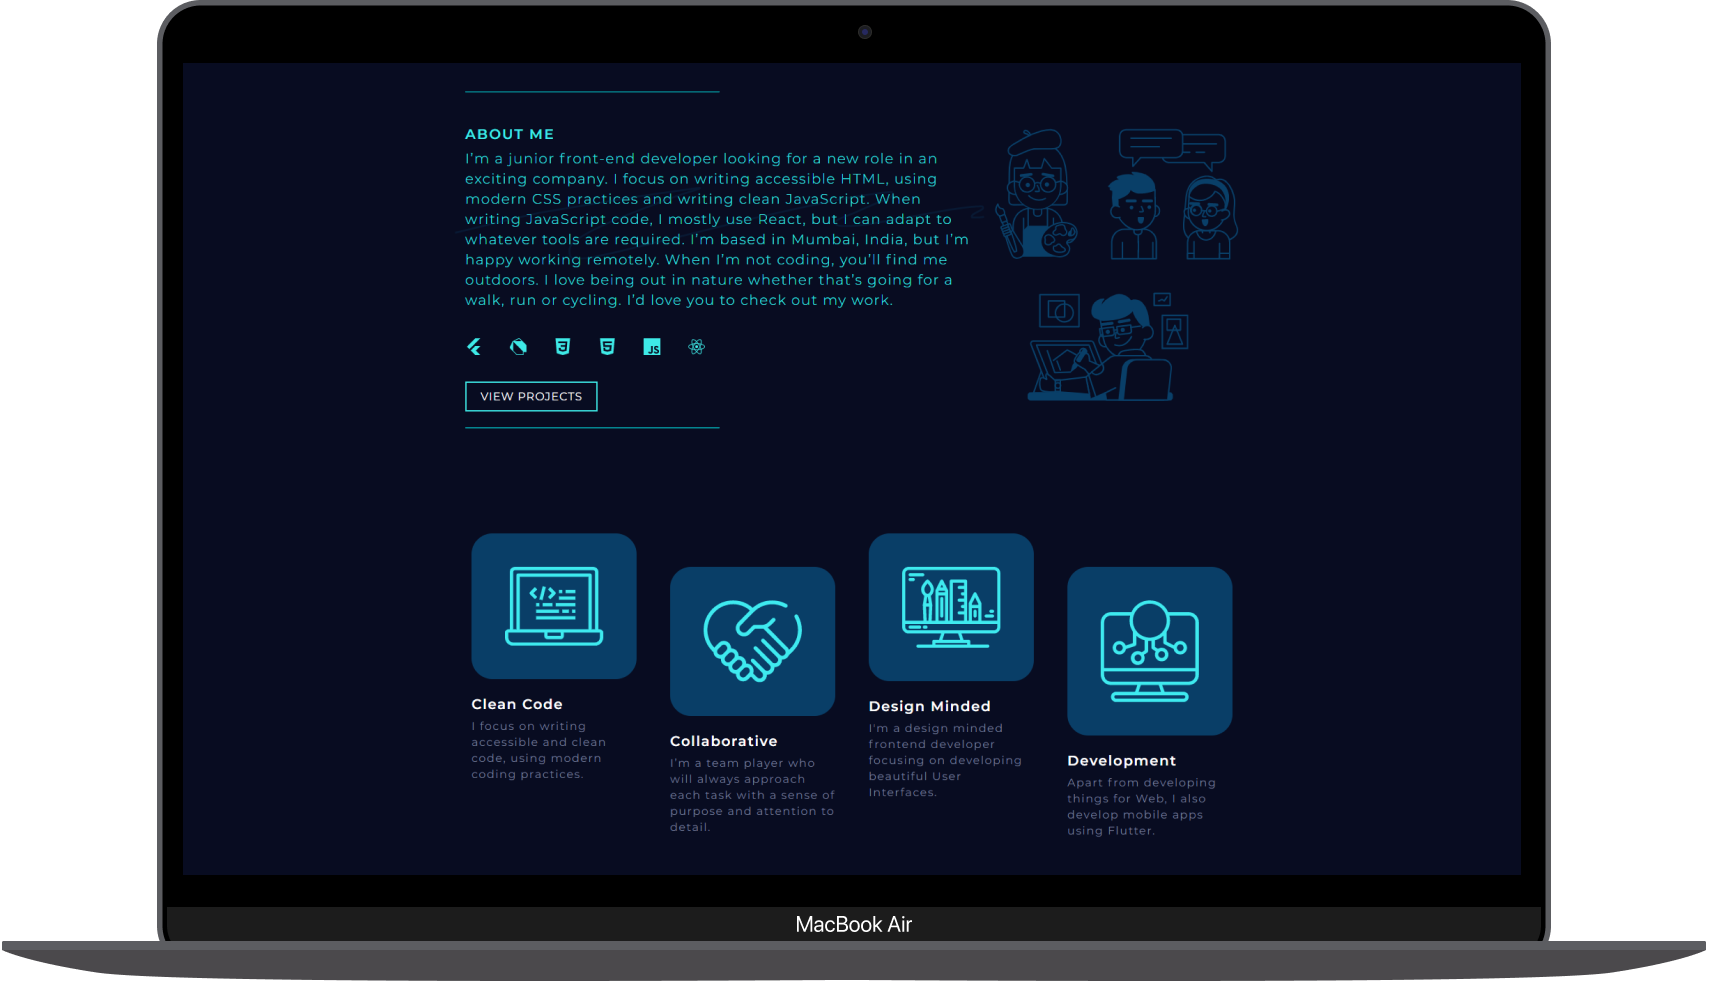 ABOUT ME
I’m a junior front-end developer looking for a new role in an
exciting company. I focus on writing accessible HTML, using
modern CSS practices and writing clean JavaScript. When
writing JavaScript code, I mostly use React, but I can adapt to
whatever tools are required. I’m based in Mumbai, India, but I’m
happy working remotely. When I’m not coding, you’ll find me
outdoors. I love being out in nature whether that’s going for a
walk, run or cycling. I’d love you to check out my work.
3
5
JS
VIEW PROJECTS
</>
Clean Code
I focus on writing
accessible and clean
code, using modern
coding practices.
Collaborative
I’m a team player who
will always approach
each task with a sense of
purpose and attention to
detail.
Design Minded
I'm a design minded
frontend developer
focusing on developing
beautiful User
Interfaces.
Development
Apart from developing
things for Web, I also
develop mobile apps
using Flutter.
MacBook Air